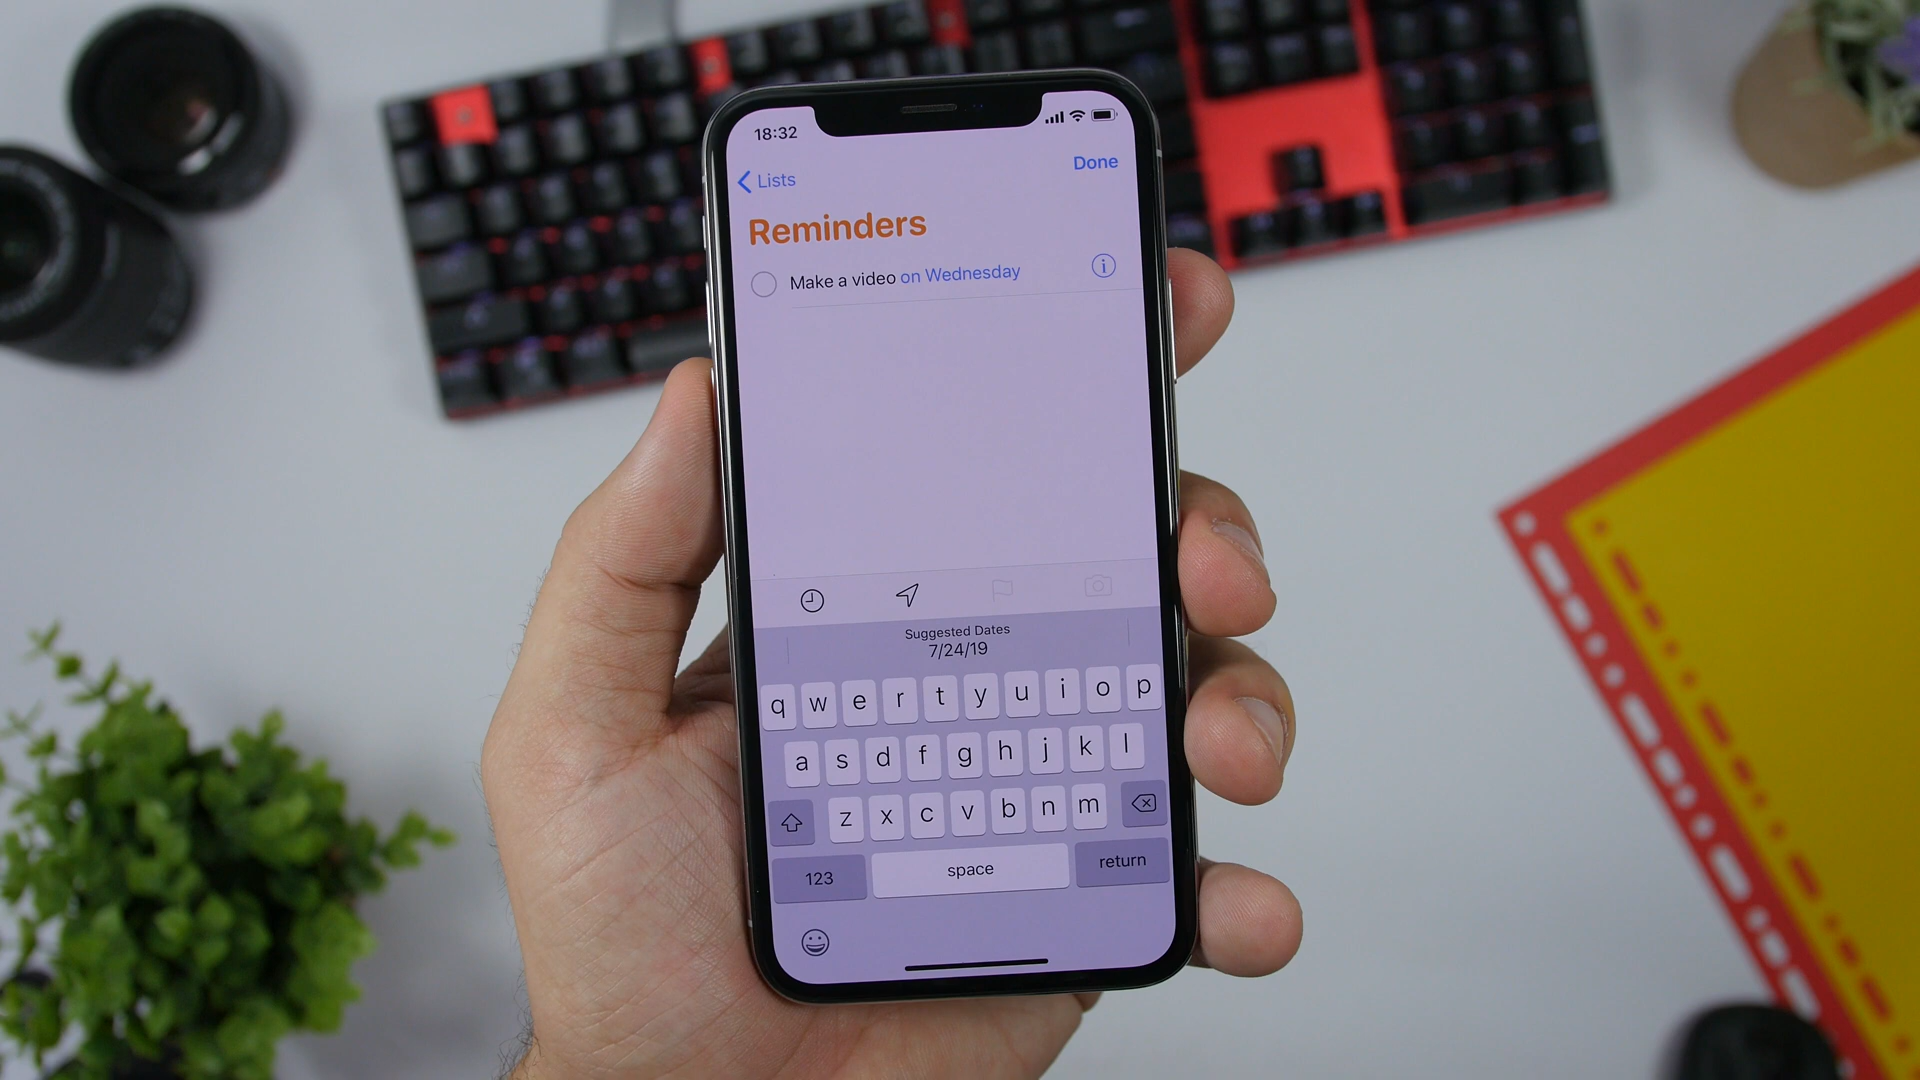 18:32
Lists
Done
Reminders
Make a video on Wednesday
Suggested Dates
7/24/19
q w e r t y u i o p
a s d f g h j k l
z x c v b n m
123 space return